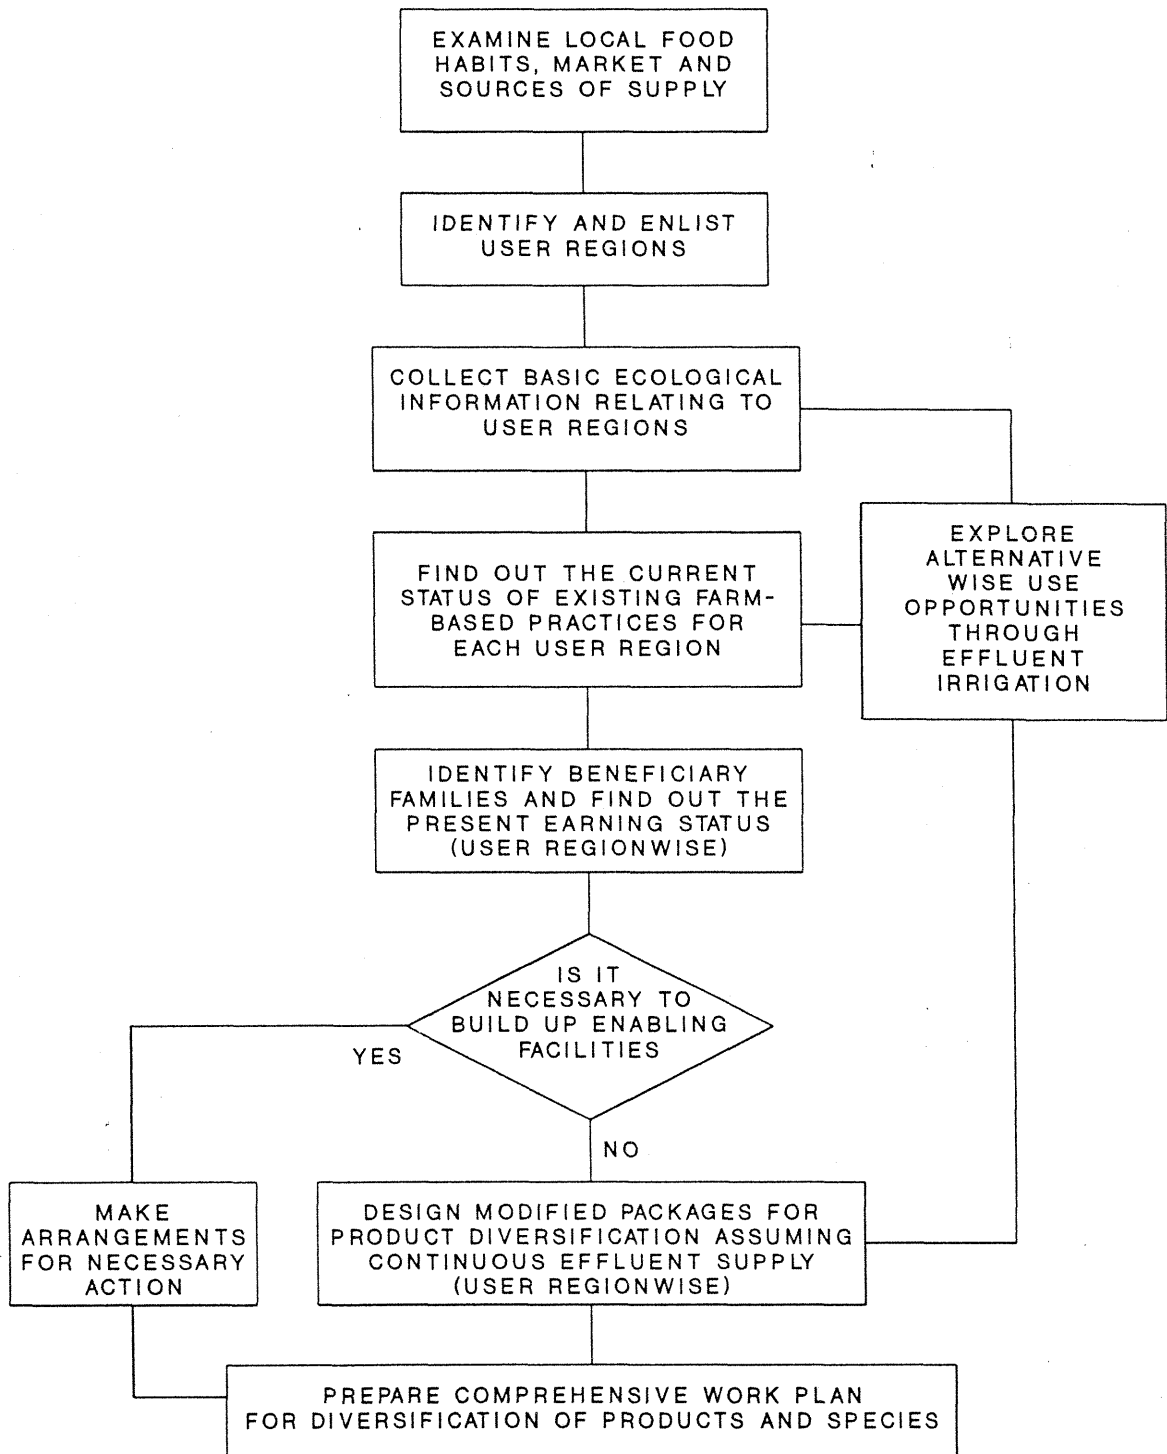 EXAMINE LOCAL FOOD
HABITS, MARKET AND
SOURCES OF SUPPLY
IDENTIFY AND ENLIST
USER REGIONS
COLLECT BASIC ECOLOGICAL
INFORMATION RELATING TO
USER REGIONS
EXPLORE
ALTERNATIVE
WISE USE
OPPORTUNITIES
THROUGH
EFFLUENT
IRRIGATION
FIND OUT THE CURRENT
STATUS OF EXISTING FARM-
BASED PRACTICES FOR
EACH USER REGION
IDENTIFY BENEFICIARY
FAMILIES AND FIND OUT THE
PRESENT EARNING STATUS
(USER REGIONWISE)
IS IT
NECESSARY TO
BUILD UP ENABLING
FACILITIES
YES
NO
MAKE
ARRANGEMENTS
FOR NECESSARY
ACTION
DESIGN MODIFIED PACKAGES FOR
PRODUCT DIVERSIFICATION ASSUMING
CONTINUOUS EFFLUENT SUPPLY
(USER REGIONWISE)
PREPARE COMPREHENSIVE WORK PLAN
FOR DIVERSIFICATION OF PRODUCTS AND SPECIES